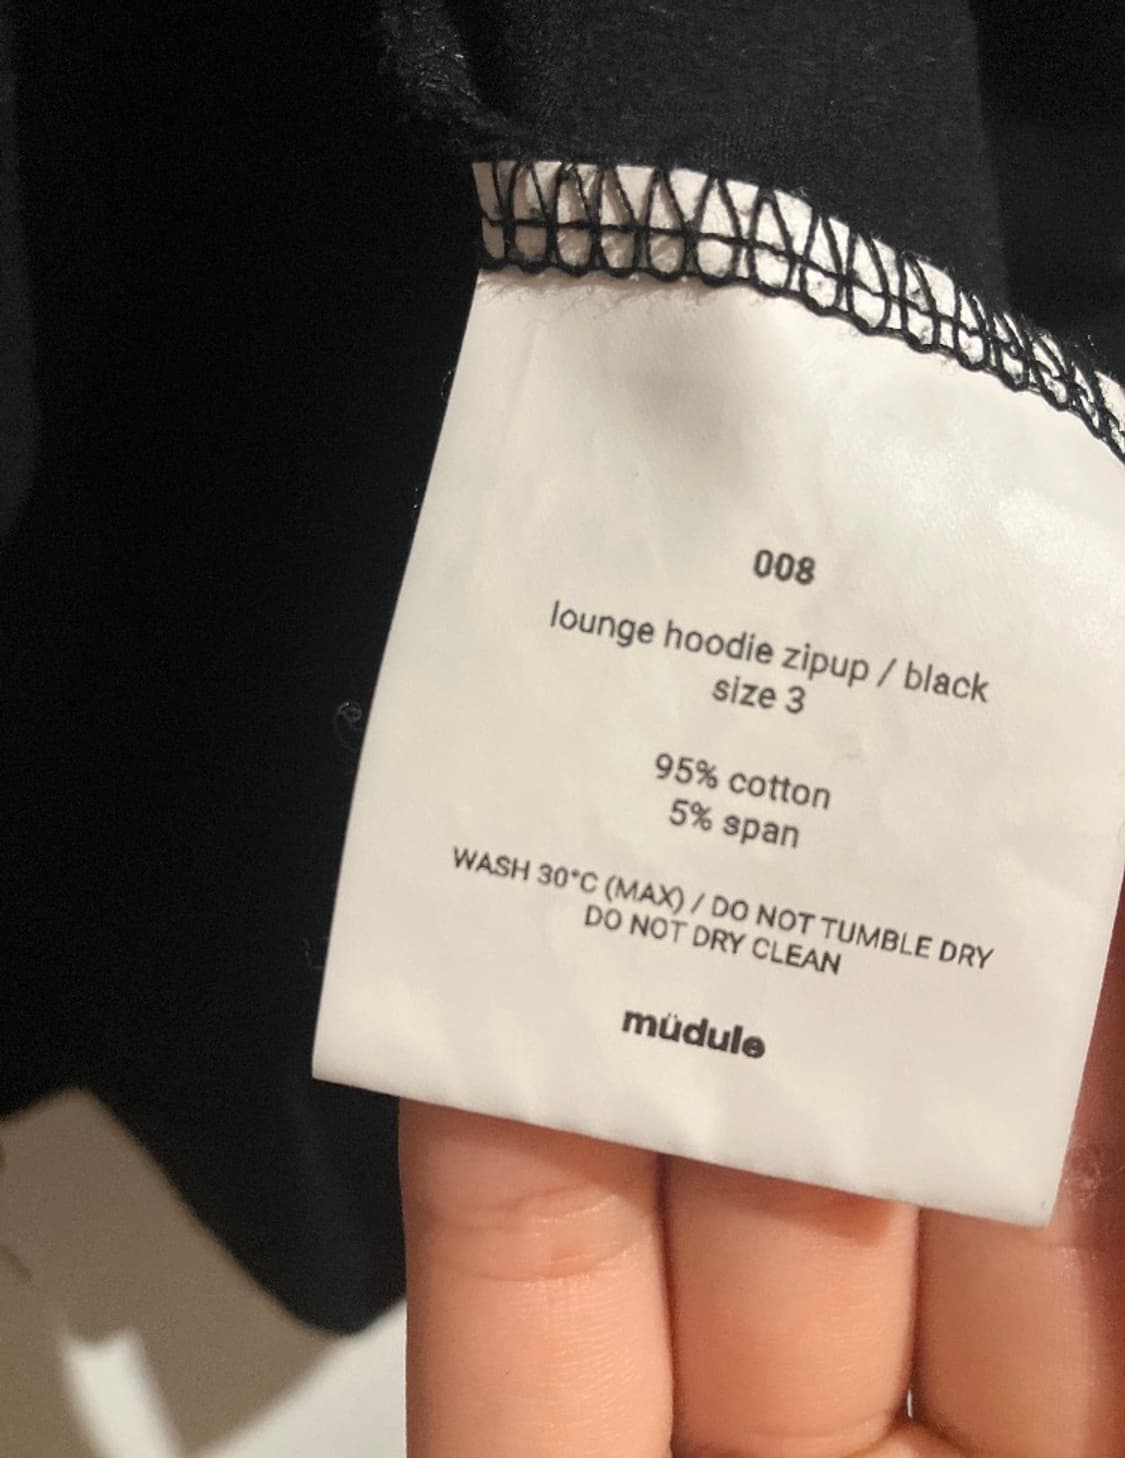 008
lounge hoodie zipup / black
size 3
95% cotton
5% span
WASH 30°C (MAX) / DO NOT TUMBLE DRY
DO NOT DRY CLEAN
müdule